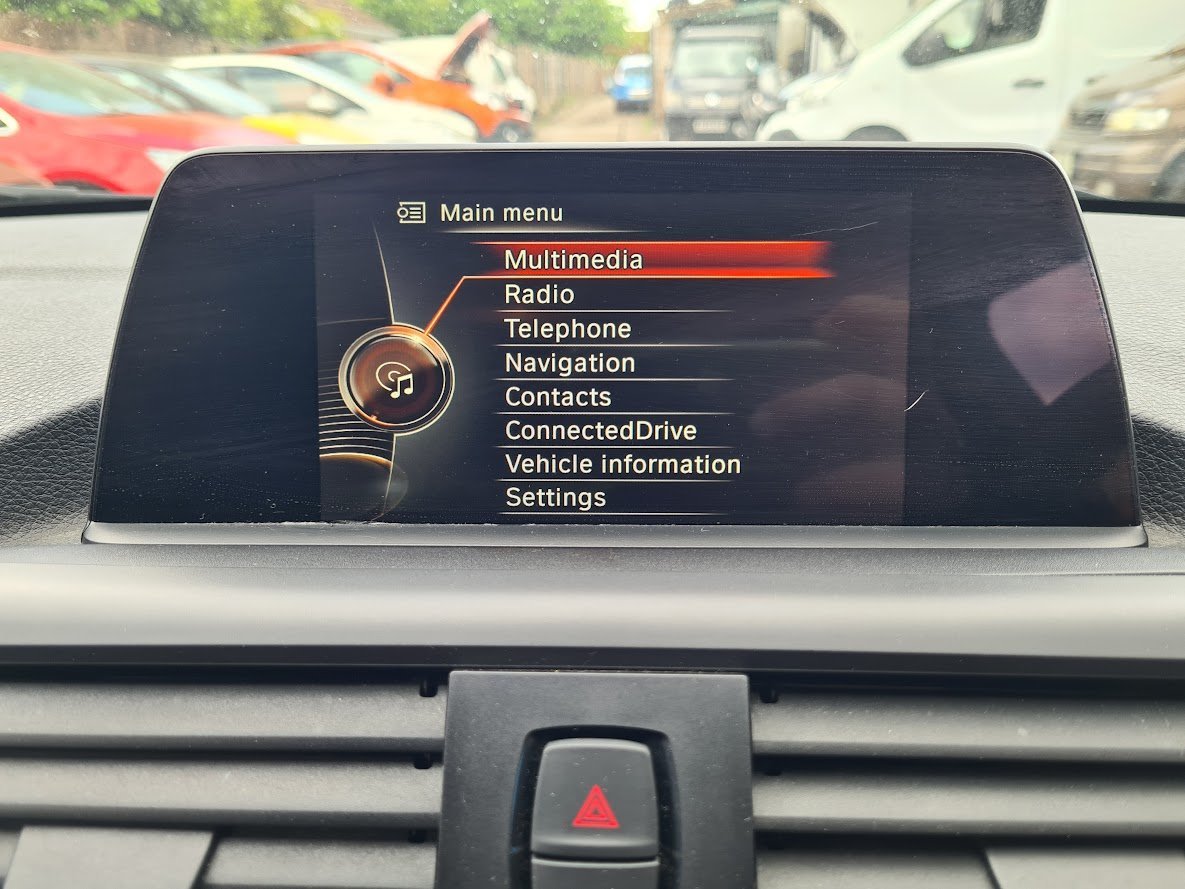 Main menu
Multimedia
Radio
Telephone
Navigation
Contacts
ConnectedDrive
Vehicle information
Settings